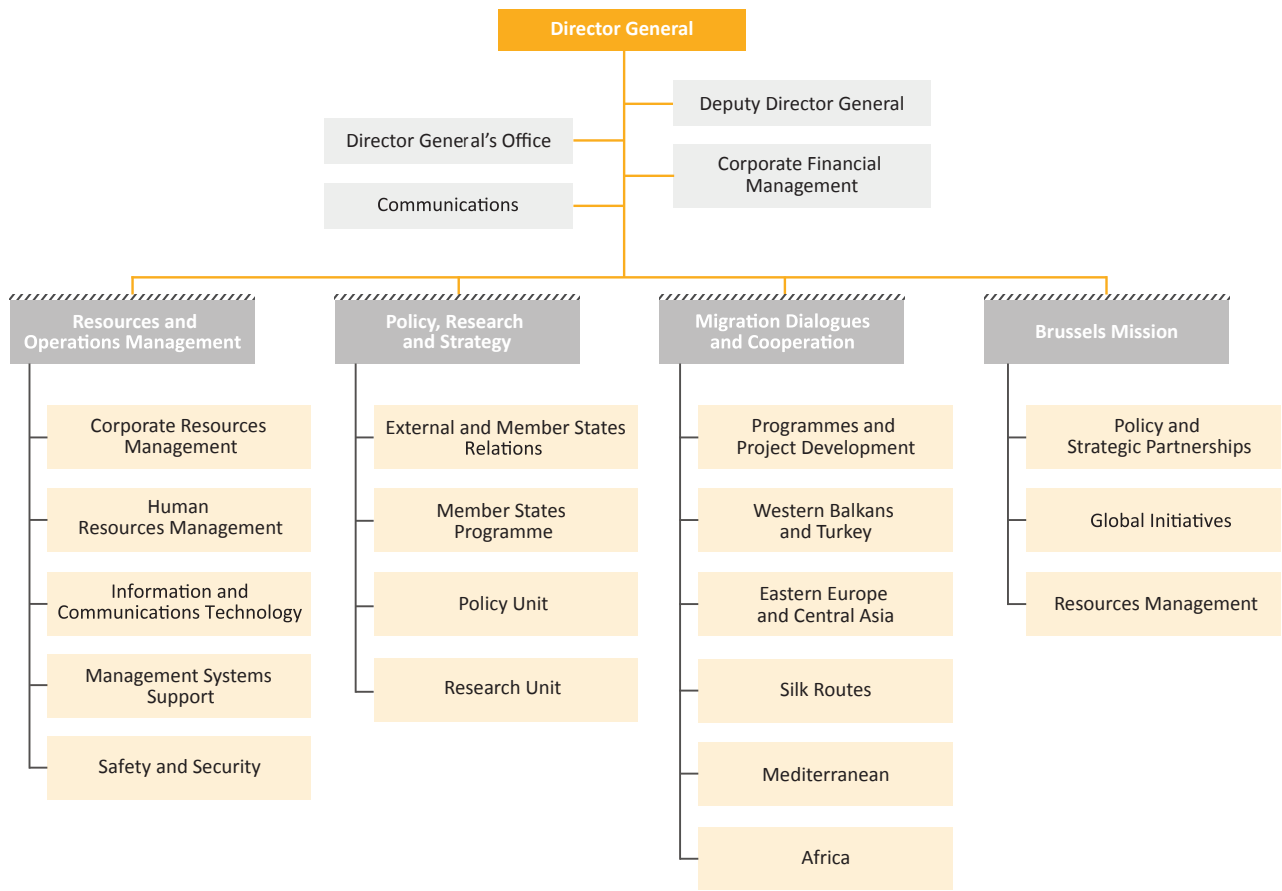 Director General
Deputy Director General
Director General’s Office
Corporate Financial
Management
Communications
Resources and
Operations Management
Corporate Resources
Management
Human
Resources Management
Information and
Communications Technology
Management Systems
Support
Safety and Security
Policy, Research
and Strategy
External and Member States
Relations
Member States
Programme
Policy Unit
Research Unit
Migration Dialogues
and Cooperation
Programmes and
Project Development
Western Balkans
and Turkey
Eastern Europe
and Central Asia
Silk Routes
Mediterranean
Africa
Brussels Mission
Policy and
Strategic Partnerships
Global Initiatives
Resources Management